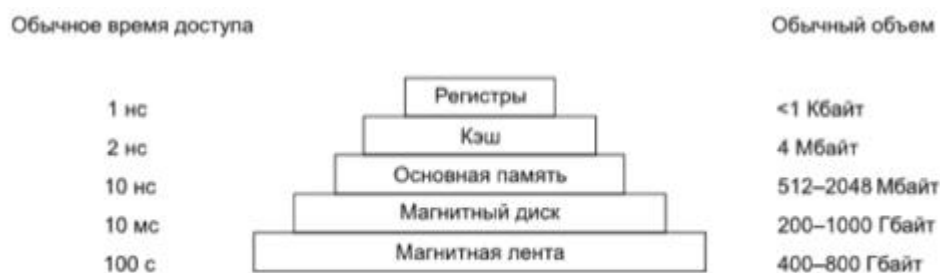 Обычное время доступа Обычный объем
1 нс Регистры <1 Кбайт
2 нс Кэш 4 Мбайт
10 нс Основная память 512–2048 Мбайт
10 мс Магнитный диск 200–1000 Гбайт
100 с Магнитная лента 400–800 Гбайт